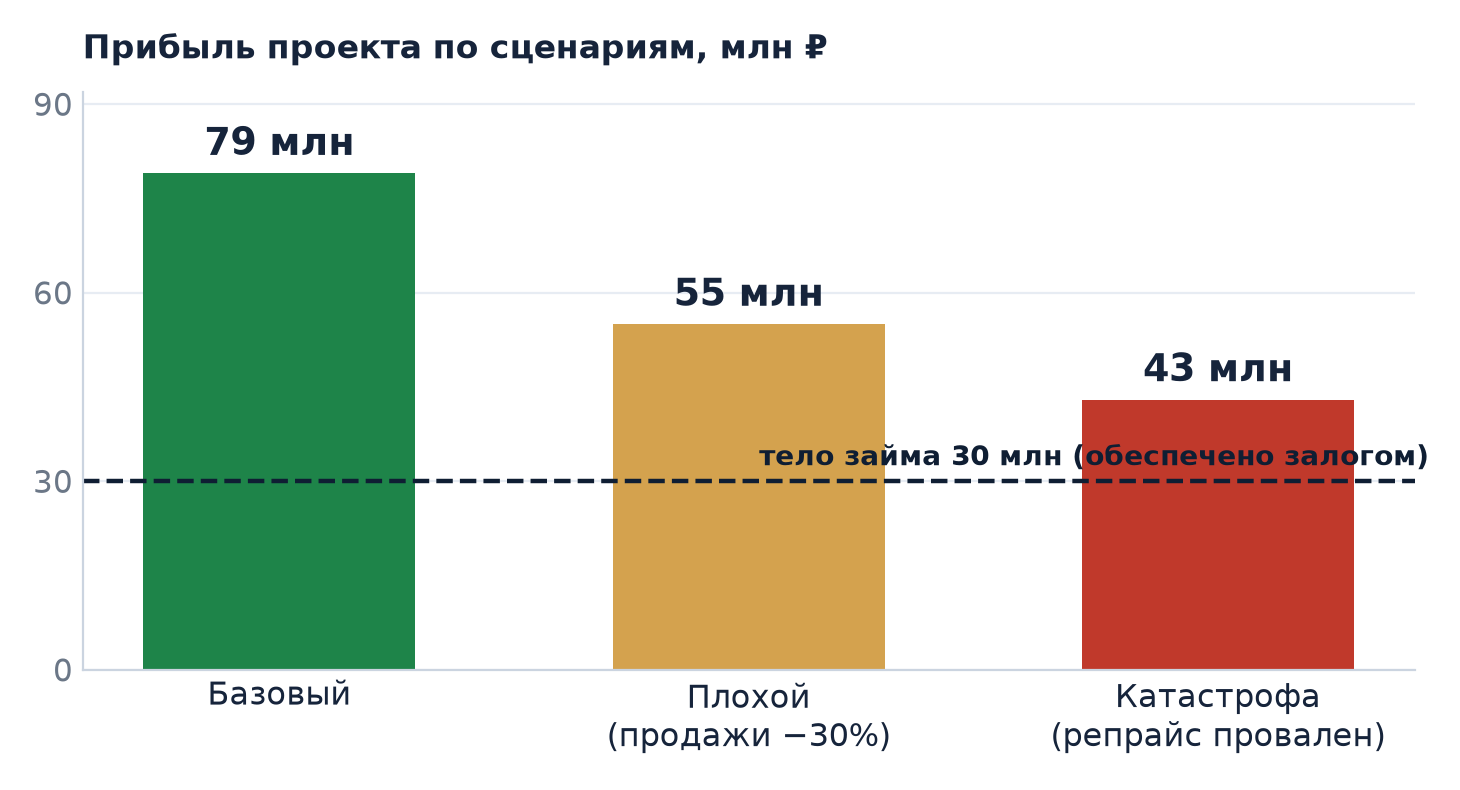 Прибыль проекта по сценариям, млн ₽
90
79 млн
60
55 млн
43 млн
тело займа 30 млн (обеспечено залогом)
30
0
Базовый
Плохой
(продажи −30%)
Катастрофа
(репрайс провален)